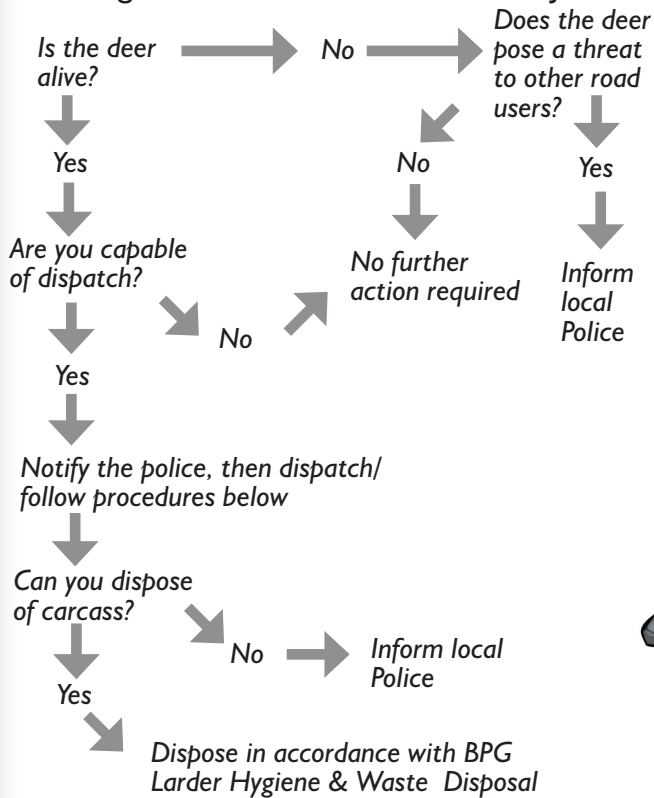 Is the deer
alive?
No
Does the deer
pose a threat
to other road
users?
Yes
No
Yes
Are you capable
of dispatch?
No further
action required
Inform
local
Police
No
Yes
Notify the police, then dispatch/
follow procedures below
Can you dispose
of carcass?
No
Inform local
Police
Yes
Dispose in accordance with BPG
Larder Hygiene & Waste Disposal